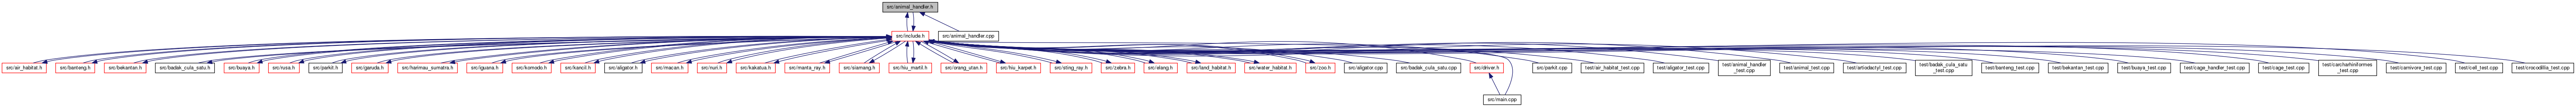 src/animal_handler.h
src/include.h
src/animal_handler.cpp
src/air_habitat.h
src/banteng.h
src/bekantan.h
src/badak_cula_satu.h
src/buaya.h
src/rusa.h
src/parkit.h
src/garuda.h
src/harimau_sumatra.h
src/iguana.h
src/komodo.h
src/kancil.h
src/aligator.h
src/macan.h
src/nuri.h
src/kakatua.h
src/manta_ray.h
src/siamang.h
src/hiu_martil.h
src/orang_utan.h
src/hiu_karpet.h
src/sting_ray.h
src/zebra.h
src/elang.h
src/land_habitat.h
src/water_habitat.h
src/zoo.h
src/aligator.cpp
src/badak_cula_satu.cpp
src/driver.h
src/parkit.cpp
test/air_habitat_test.cpp
test/aligator_test.cpp
test/animal_handler
_test.cpp
test/animal_test.cpp
test/artiodactyl_test.cpp
test/badak_cula_satu
_test.cpp
test/banteng_test.cpp
test/bekantan_test.cpp
test/buaya_test.cpp
test/cage_handler_test.cpp
test/cage_test.cpp
test/carcharhiniformes
_test.cpp
test/carnivore_test.cpp
test/cell_test.cpp
test/crocodilia_test.cpp
src/main.cpp